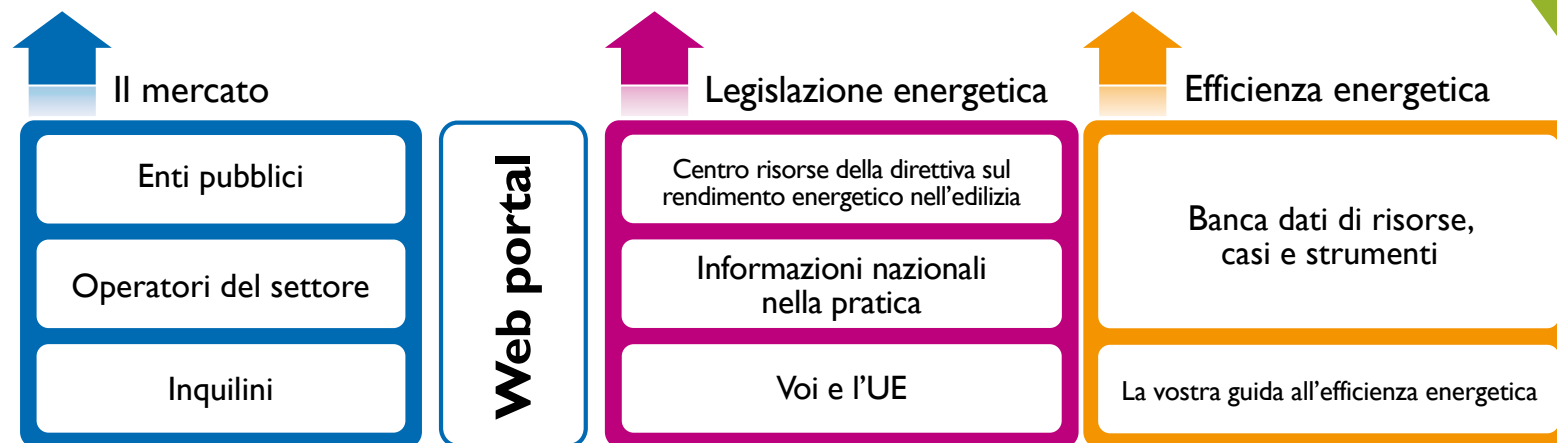 Il mercato
Enti pubblici
Operatori del settore
Inquilini
Web portal
Legislazione energetica
Centro risorse della direttiva sul
rendimento energetico nell’edilizia
Informazioni nazionali
nella pratica
Voi e l’UE
Efficienza energetica
Banca dati di risorse,
casi e strumenti
La vostra guida all’efficienza energetica